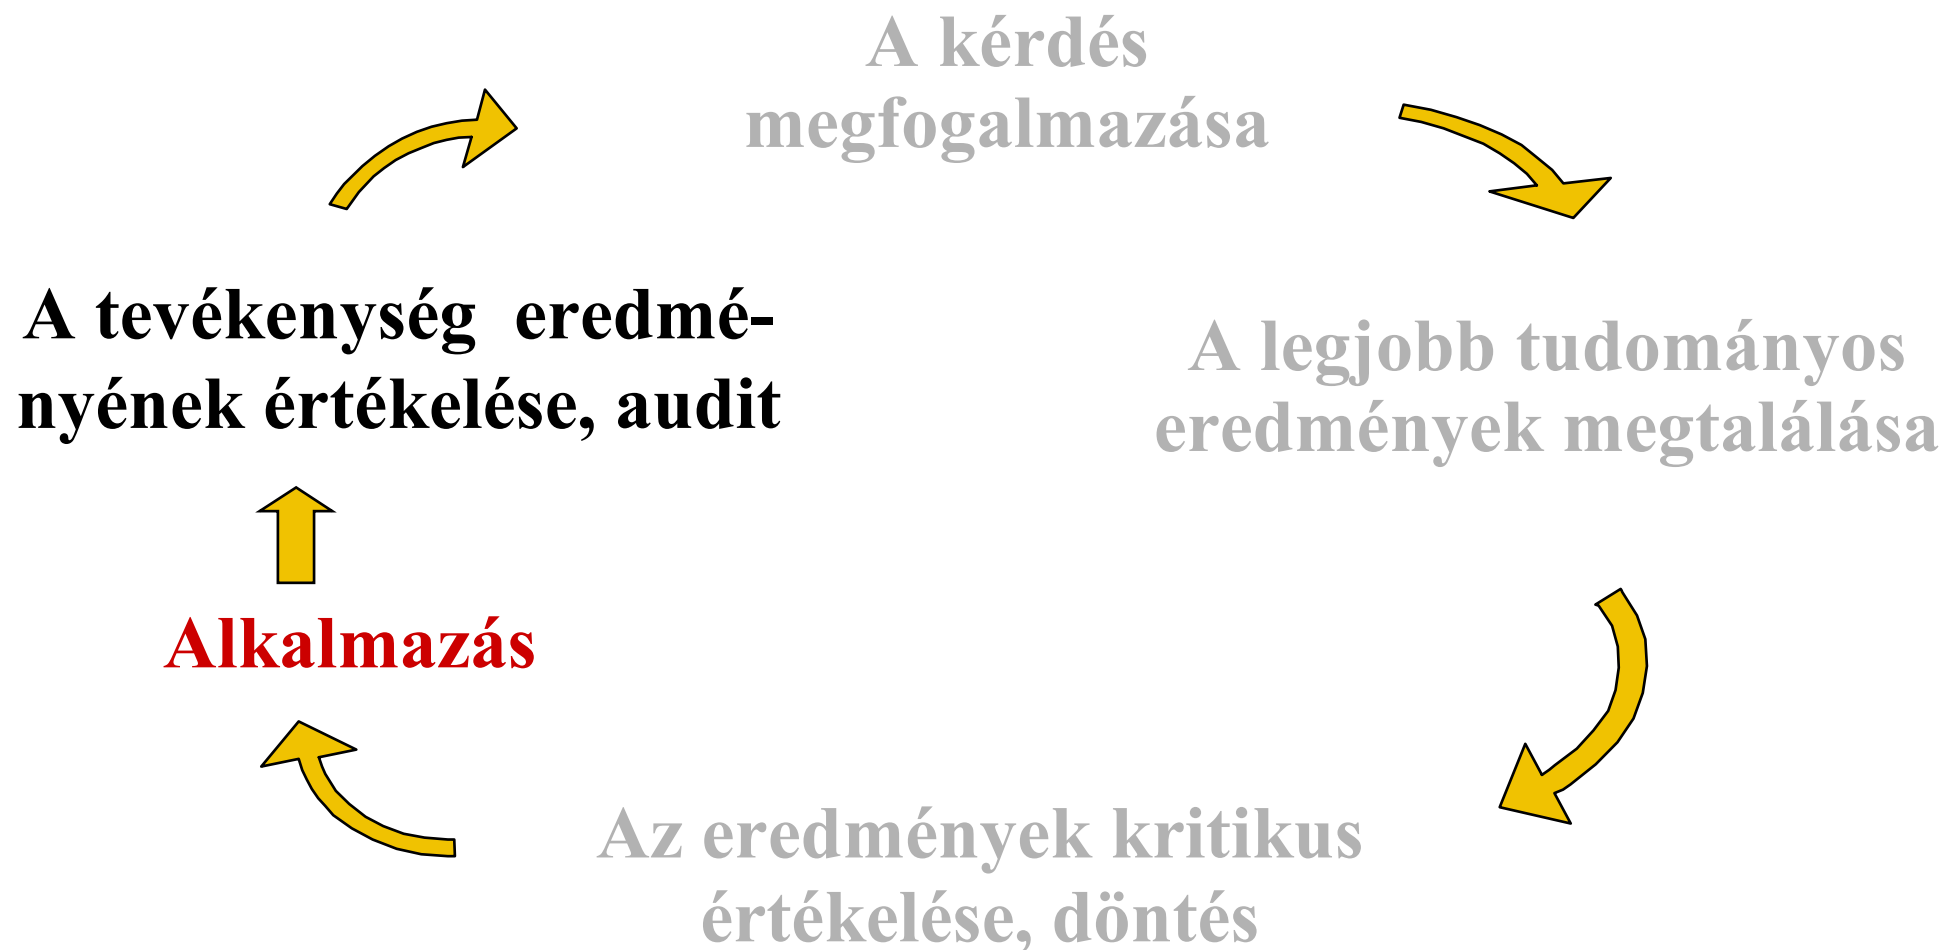 A kérdés
megfogalmazása
A tevékenység eredmé-
nyének értékelése, audit
A legjobb tudományos
eredmények megtalálása
Alkalmazás
Az eredmények kritikus
értékelése, döntés